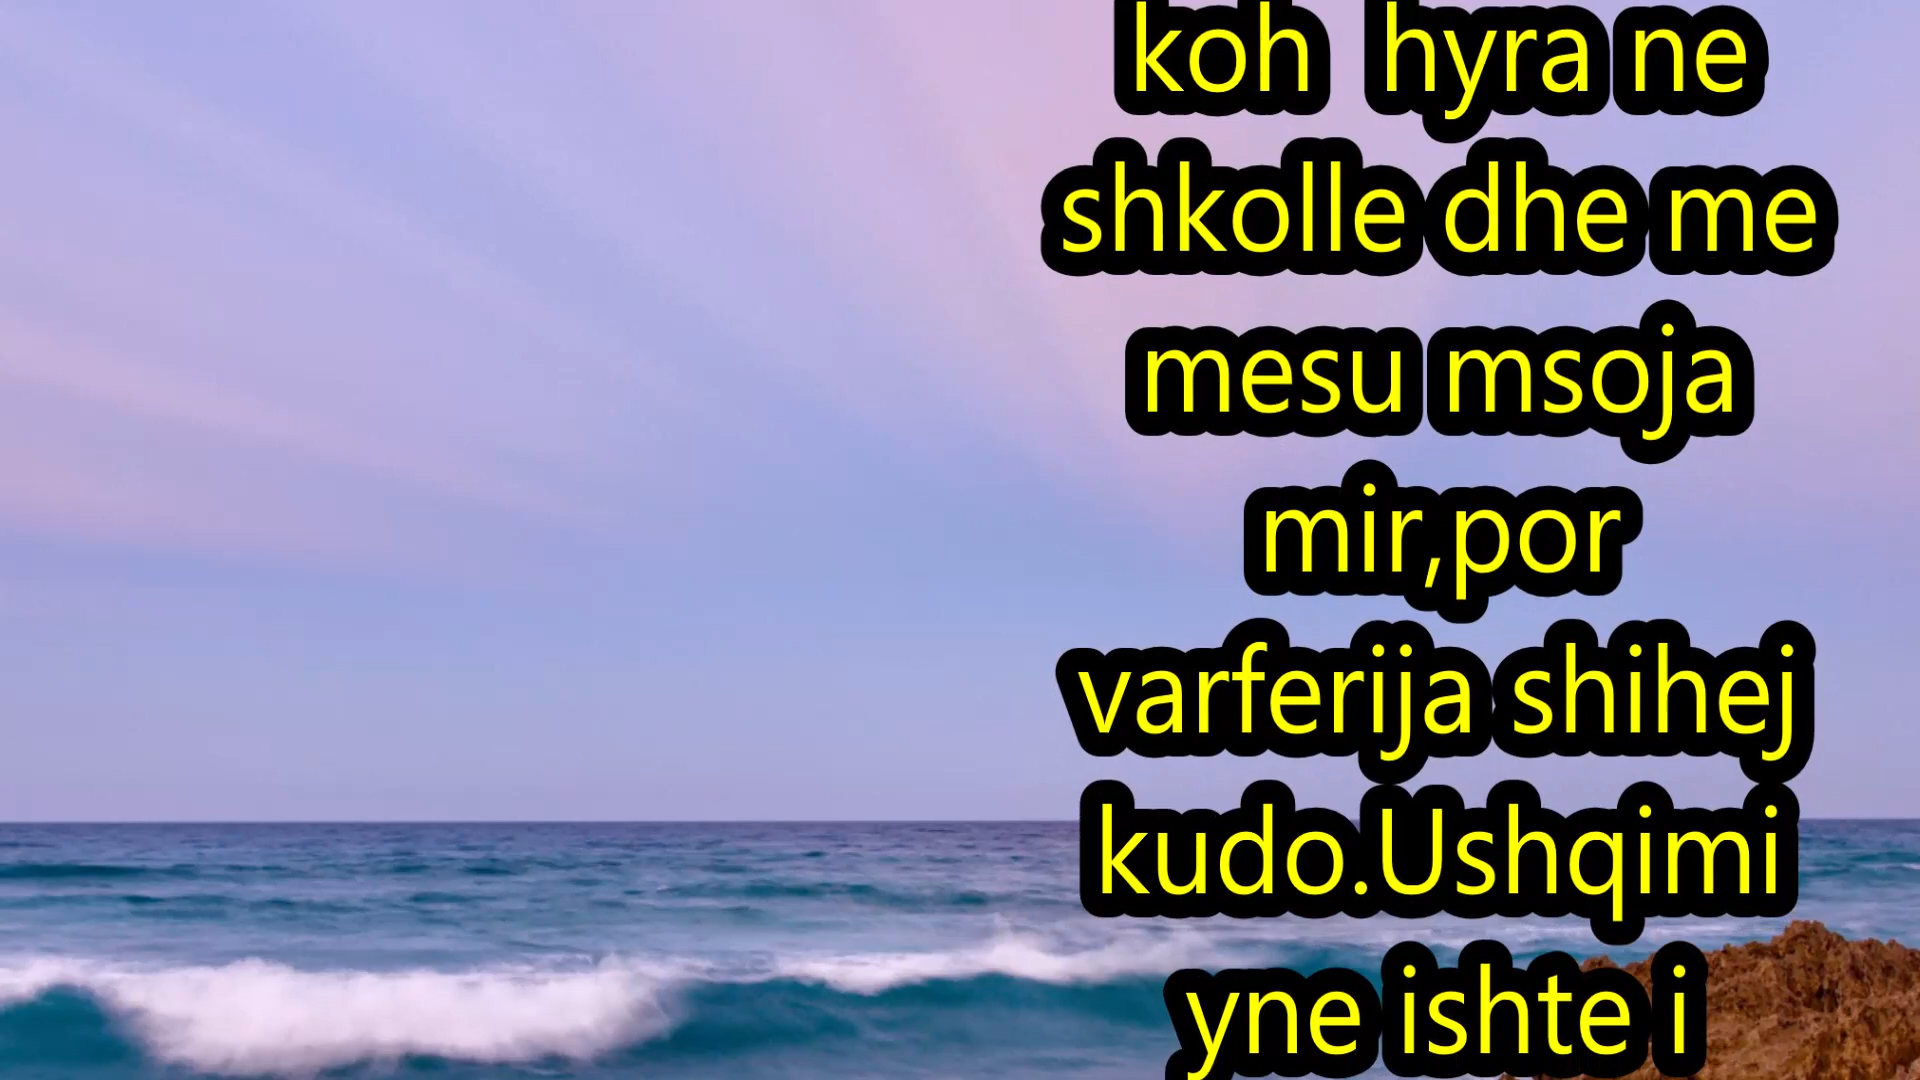 koh hyra ne
shkolle dhe me
mesu msoja
mir,por
varferija shihej
kudo.Ushqimi
yne ishte i